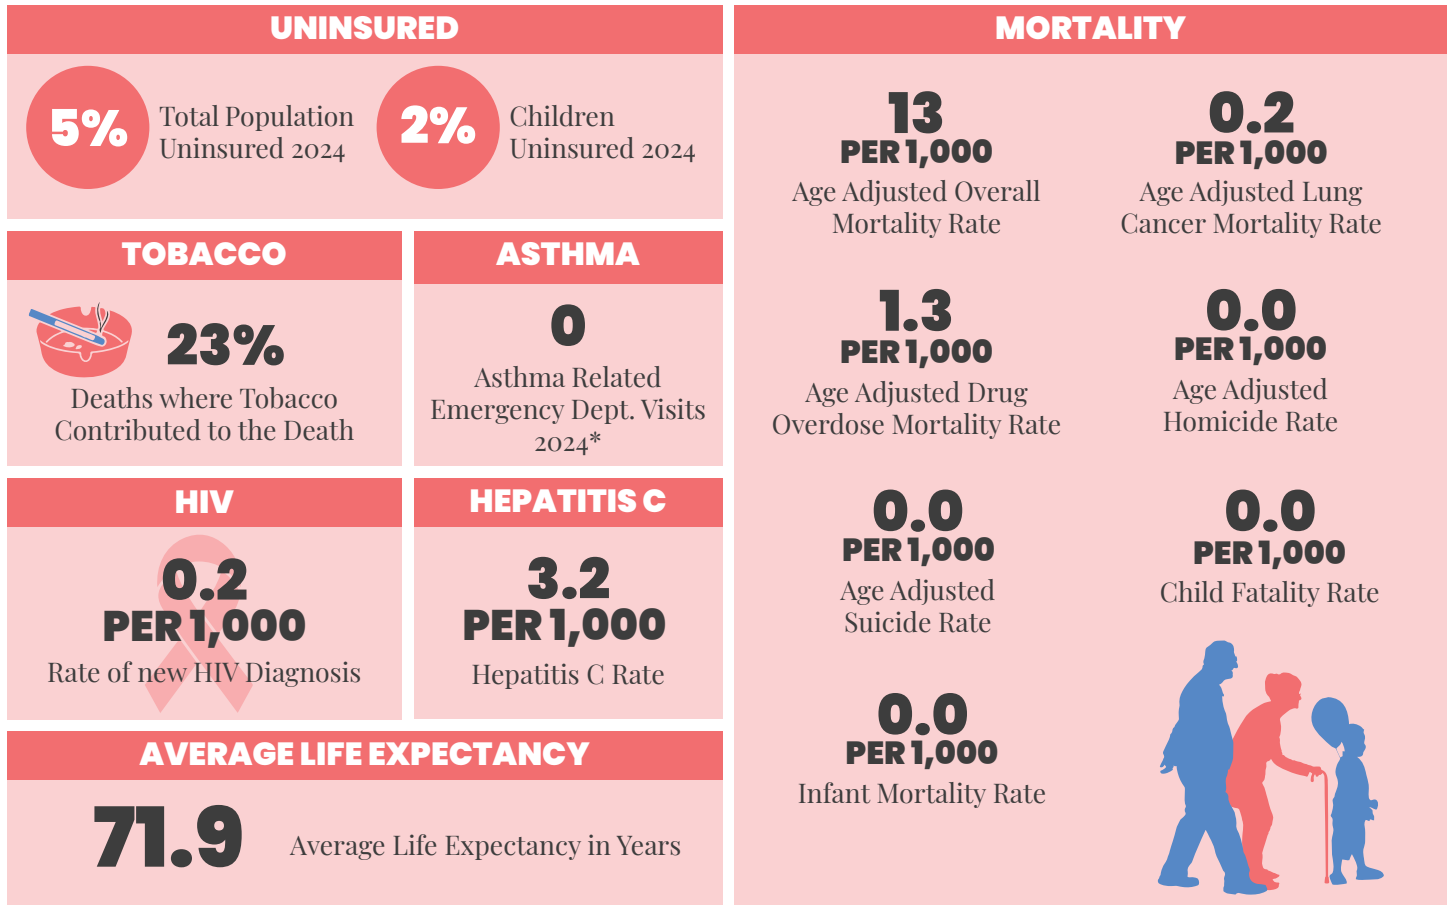 UNINSURED
5%
Total Population
Uninsured 2024
2%
Children
Uninsured 2024
TOBACCO
23%
Deaths where Tobacco
Contributed to the Death
ASTHMA
0
Asthma Related
Emergency Dept. Visits
2024*
HIV
0.2
PER 1,000
Rate of new HIV Diagnosis
HEPATITIS C
3.2
PER 1,000
Hepatitis C Rate
AVERAGE LIFE EXPECTANCY
71.9
Average Life Expectancy in Years
MORTALITY
13
PER 1,000
Age Adjusted Overall
Mortality Rate
0.2
PER 1,000
Age Adjusted Lung
Cancer Mortality Rate
1.3
PER 1,000
Age Adjusted Drug
Overdose Mortality Rate
0.0
PER 1,000
Age Adjusted
Homicide Rate
0.0
PER 1,000
Age Adjusted
Suicide Rate
0.0
PER 1,000
Child Fatality Rate
0.0
PER 1,000
Infant Mortality Rate